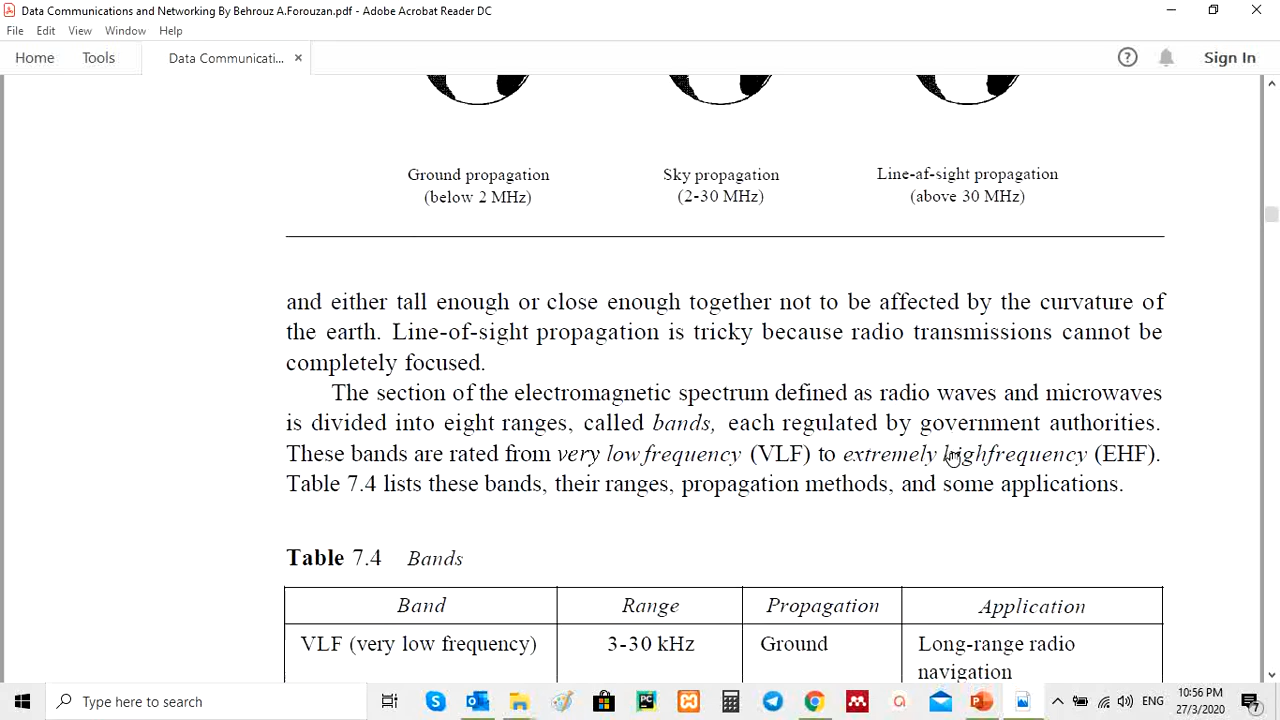 Data Communications and Networking By Behrouz A.Forouzan.pdf - Adobe Acrobat Reader DC
File Edit View Window Help
Home Tools Data Communicati... × Sign In
Ground propagation Sky propagation Line-af-sight propagation
(below 2 MHz) (2-30 MHz) (above 30 MHz)
and either tall enough or close enough together not to be affected by the curvature of
the earth. Line-of-sight propagation is tricky because radio transmissions cannot be
completely focused.
The section of the electromagnetic spectrum defined as radio waves and microwaves
is divided into eight ranges, called bands, each regulated by government authorities.
These bands are rated from very low frequency (VLF) to extremely highfrequency (EHF).
Table 7.4 lists these bands, their ranges, propagation methods, and some applications.
Table 7.4 Bands
Band Range Propagation Application
VLF (very low frequency) 3-30 kHz Ground Long-range radio
navigation
Type here to search ENG 10:56 PM
27/3/2020